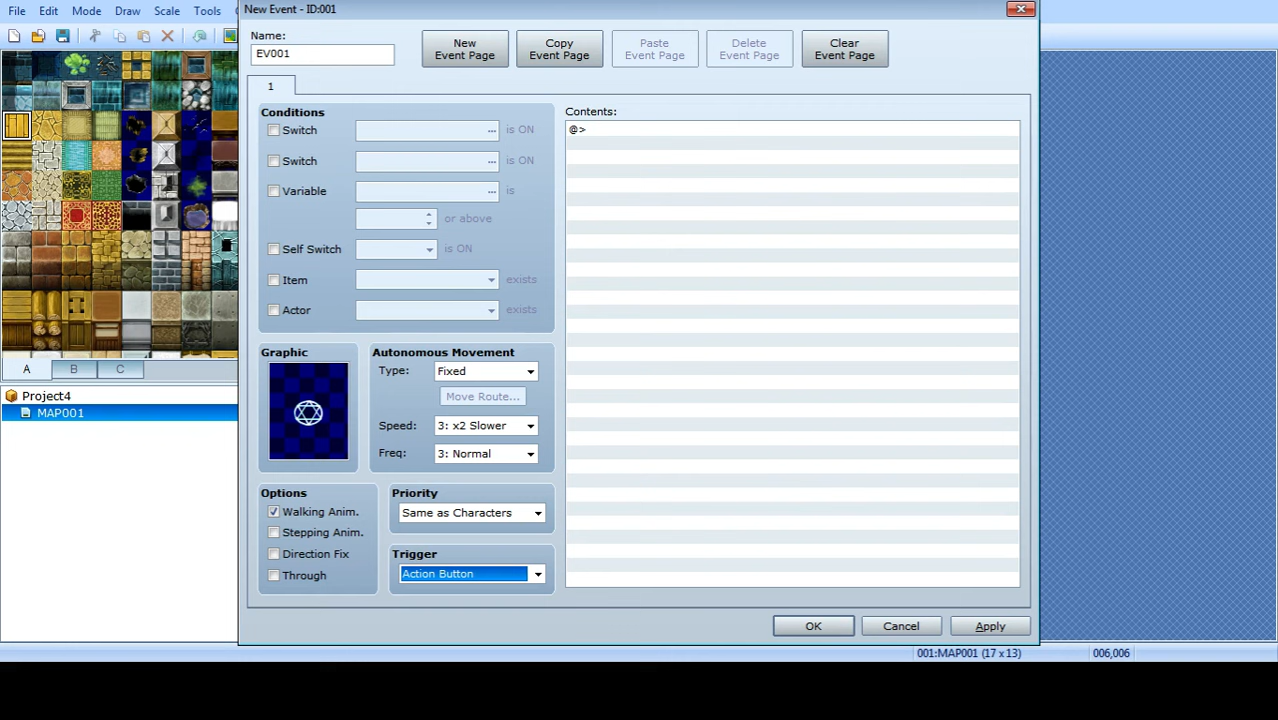 File Edit Mode Draw Scale Tools
New Event - ID:001
Name:
EV001
New Event Page
Copy Event Page
Paste Event Page
Delete Event Page
Clear Event Page
1
Conditions
Switch ... is ON
Switch ... is ON
Variable ... is
or above
Self Switch is ON
Item exists
Actor exists
Contents:
@>
Graphic
Autonomous Movement
Type: Fixed
Move Route...
Speed: 3: x2 Slower
Freq: 3: Normal
Options
Walking Anim.
Stepping Anim.
Direction Fix
Through
Priority
Same as Characters
Trigger
Action Button
A B C
Project4
MAP001
OK Cancel Apply
001:MAP001 (17 x 13) 006,006